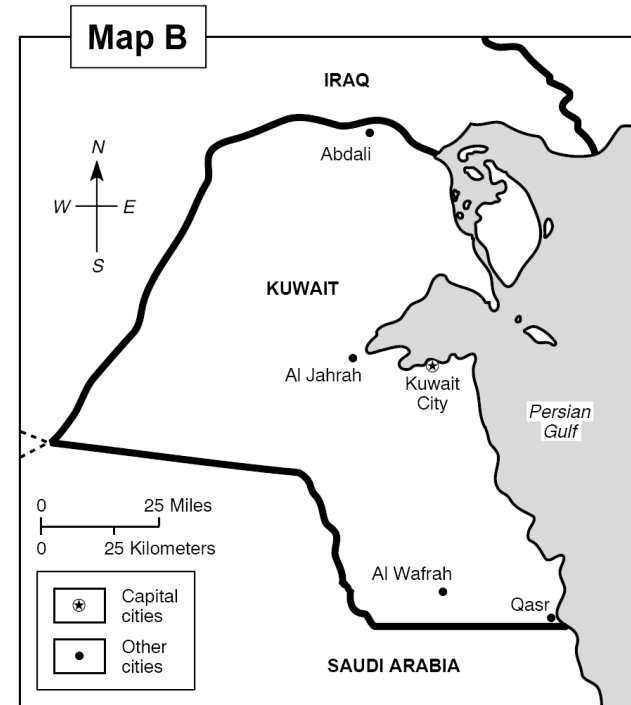 Map B
IRAQ
Abdali
N
W
E
S
KUWAIT
Al Jahrah
Kuwait
City
Persian
Gulf
0
25 Miles
0
25 Kilometers
Al Wafrah
Qasr
Capital
cities
Other
cities
SAUDI ARABIA